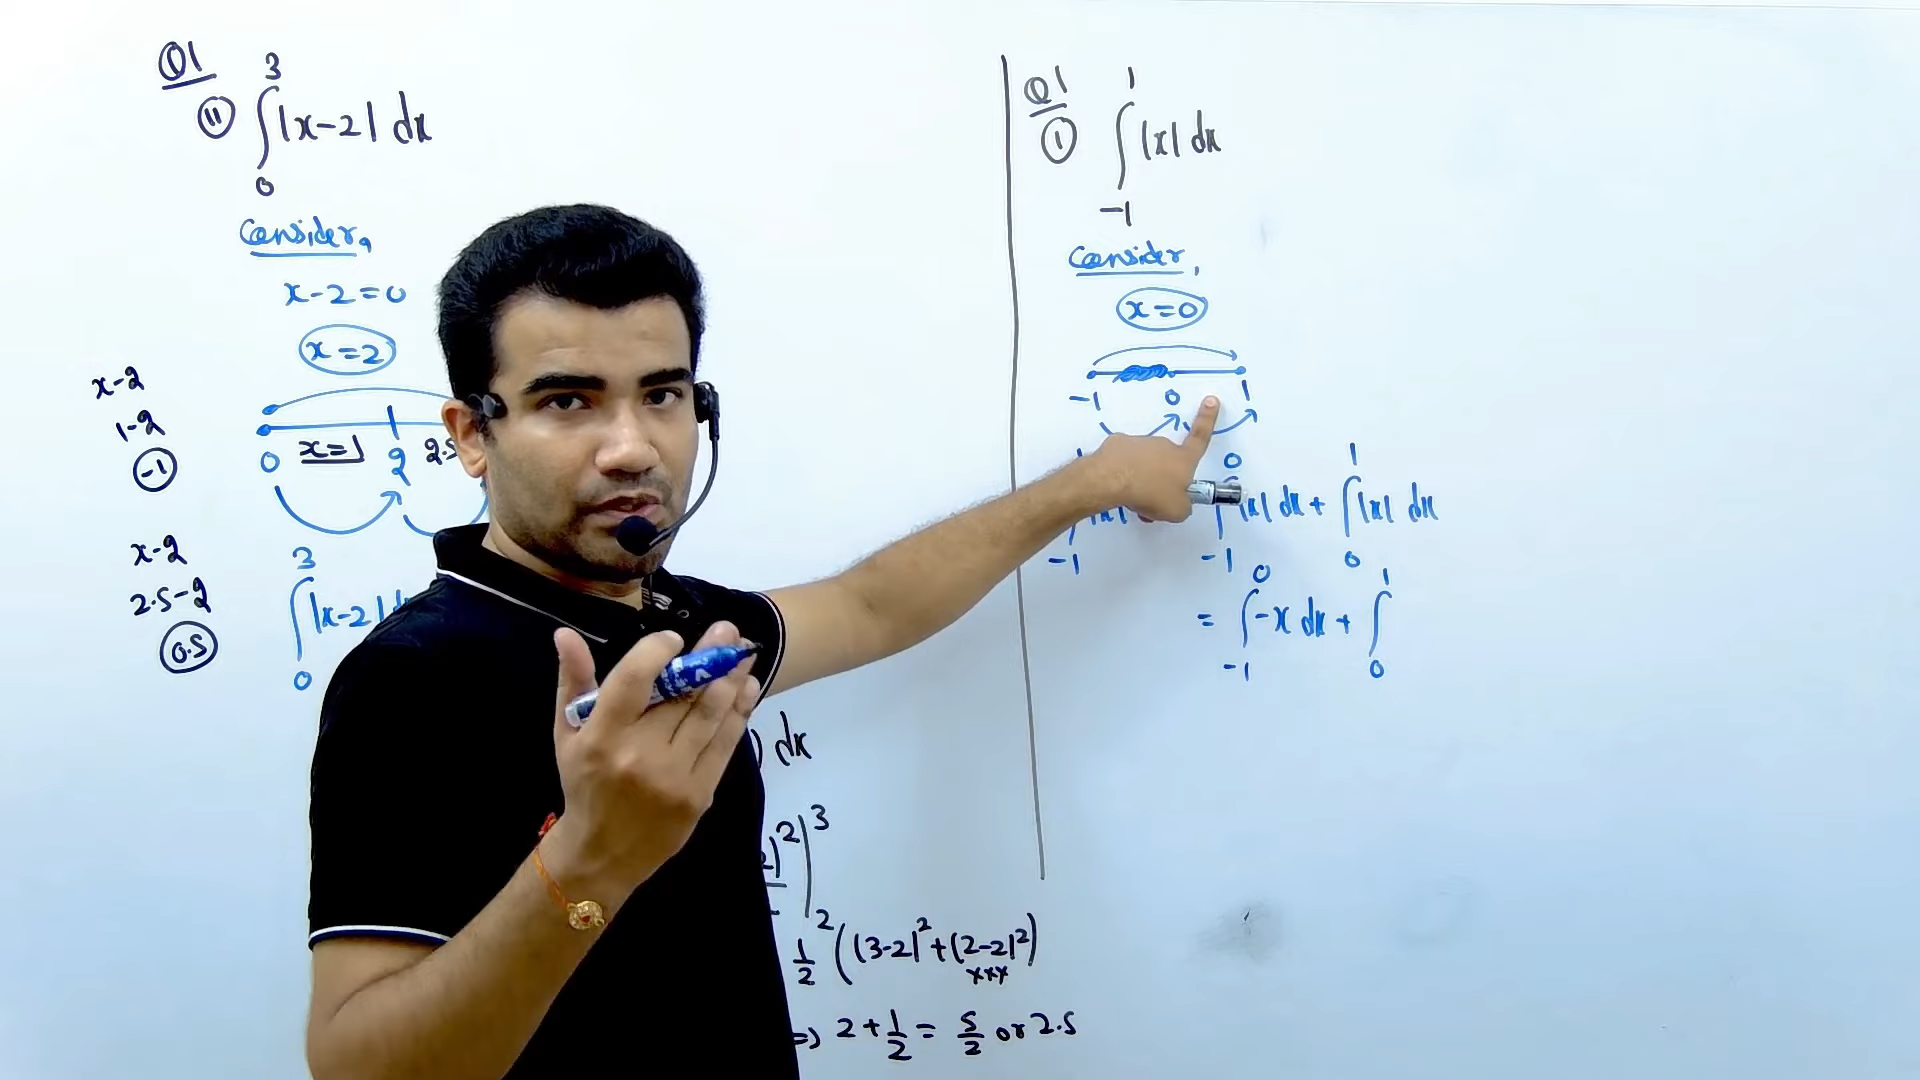 Q1
(ii) ∫₀³ |x-2| dx
Consider,
x-2=0
x=2
x-2
1-2
-1
0 x=1 2 2.5
x-2
2.5-2
0.5
∫₀³ |x-2| d
) dx
)² |₂³
1/2 ((3-2)²+(2-2)²)
xxx
=> 2+1/2 = 5/2 or 2.5
Q1
(i) ∫₋₁¹ |x| dx
Consider,
x=0
-1 0 1
∫₋₁¹ |x| ∫₋₁⁰ |x| dx + ∫₀¹ |x| dx
= ∫₋₁⁰ -x dx + ∫₀¹